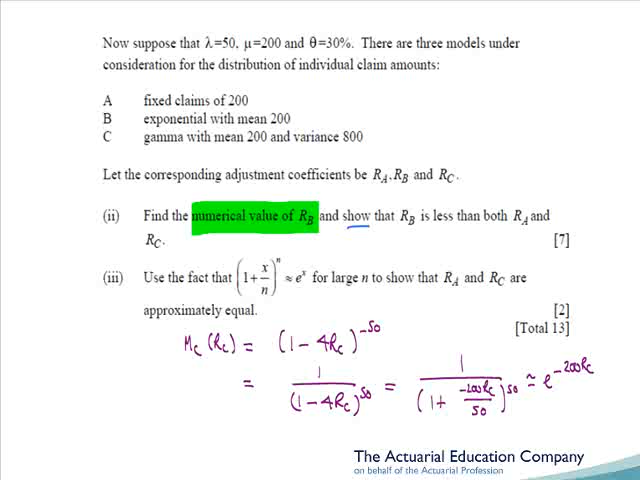 Now suppose that λ=50, μ=200 and θ=30%. There are three models under
consideration for the distribution of individual claim amounts:
A fixed claims of 200
B exponential with mean 200
C gamma with mean 200 and variance 800
Let the corresponding adjustment coefficients be R_A, R_B and R_C.
(ii) Find the numerical value of R_B and show that R_B is less than both R_A and
R_C. [7]
(iii) Use the fact that (1+x/n)^n ≈ e^x for large n to show that R_A and R_C are
approximately equal. [2]
[Total 13]
M_C(R_C) = (1-4R_C)^-50
= 1/(1-4R_C)^50 = 1/(1+ -200R_C/50)^50 ≈ e^-200R_C
The Actuarial Education Company
on behalf of the Actuarial Profession